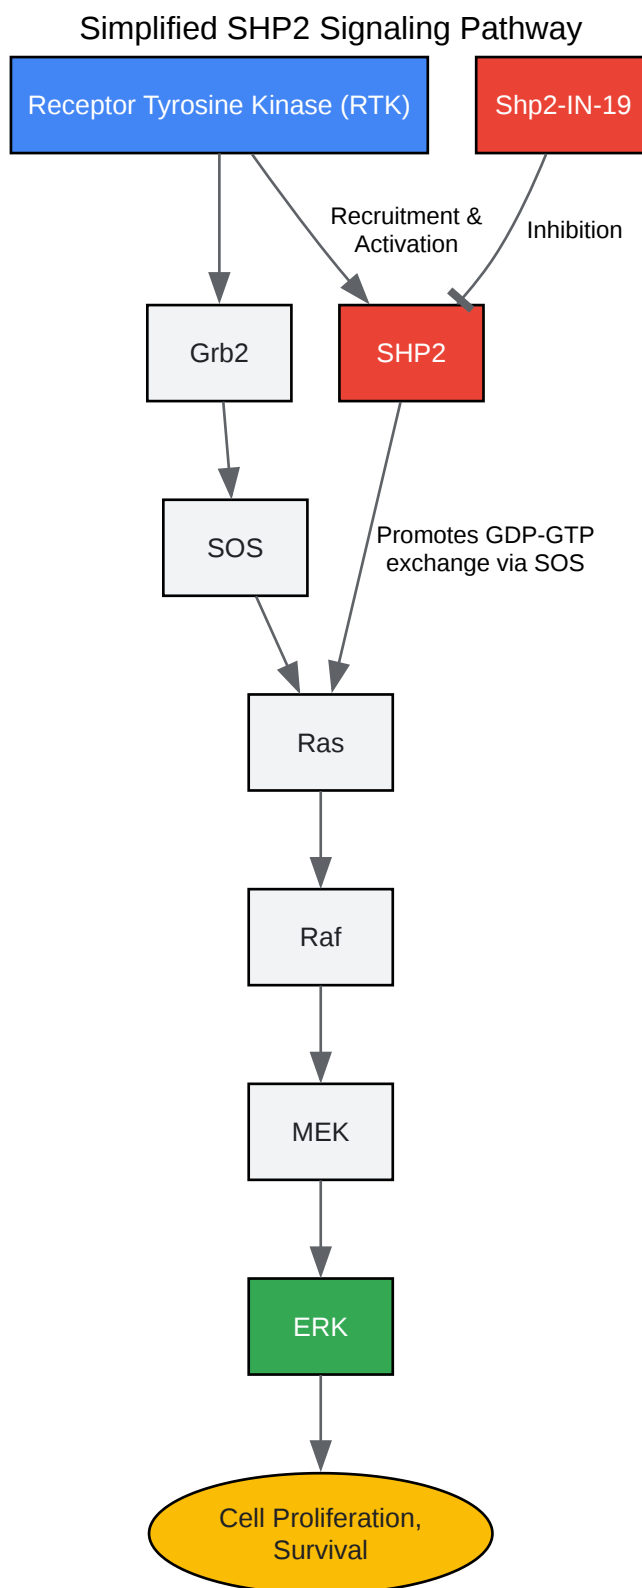 Simplified SHP2 Signaling Pathway
Receptor Tyrosine Kinase (RTK)
Shp2-IN-19
Recruitment &
Activation
Inhibition
Grb2
SHP2
SOS
Promotes GDP-GTP
exchange via SOS
Ras
Raf
MEK
ERK
Cell Proliferation,
Survival